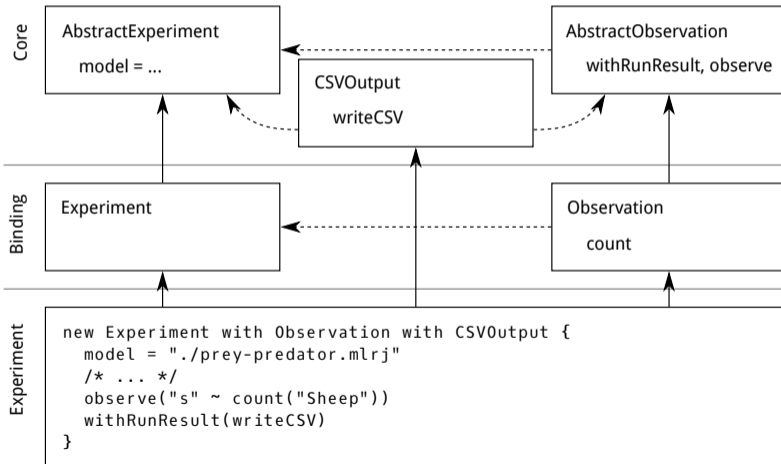 Core
AbstractExperiment
model = ...
CSVOutput
writeCSV
AbstractObservation
withRunResult, observe
Binding
Experiment
Observation
count
Experiment
new Experiment with Observation with CSVOutput {
model = "./prey-predator.mlrj"
/* ... */
observe("s" ~ count("Sheep"))
withRunResult(writeCSV)
}